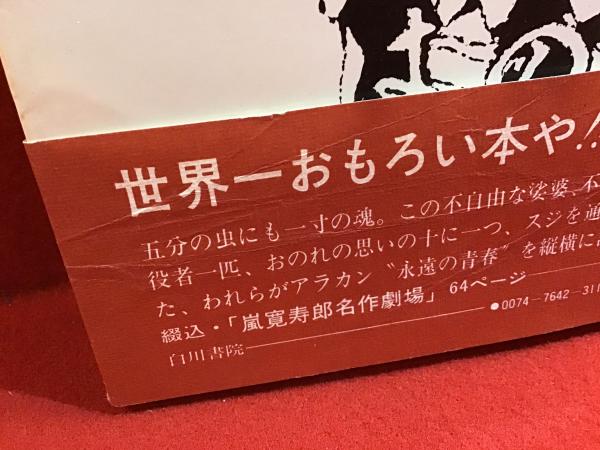 世界一おもろい本や!!
五分の虫にも一寸の魂。この不自由な娑婆、不
役者一匹、おのれの思いの十に一つ、スジを通
た、われらがアラカン〝永遠の青春〟を縦横に
綴込・「嵐寛寿郎名作劇場」 64ページ
白川書院
●0074-7642-311